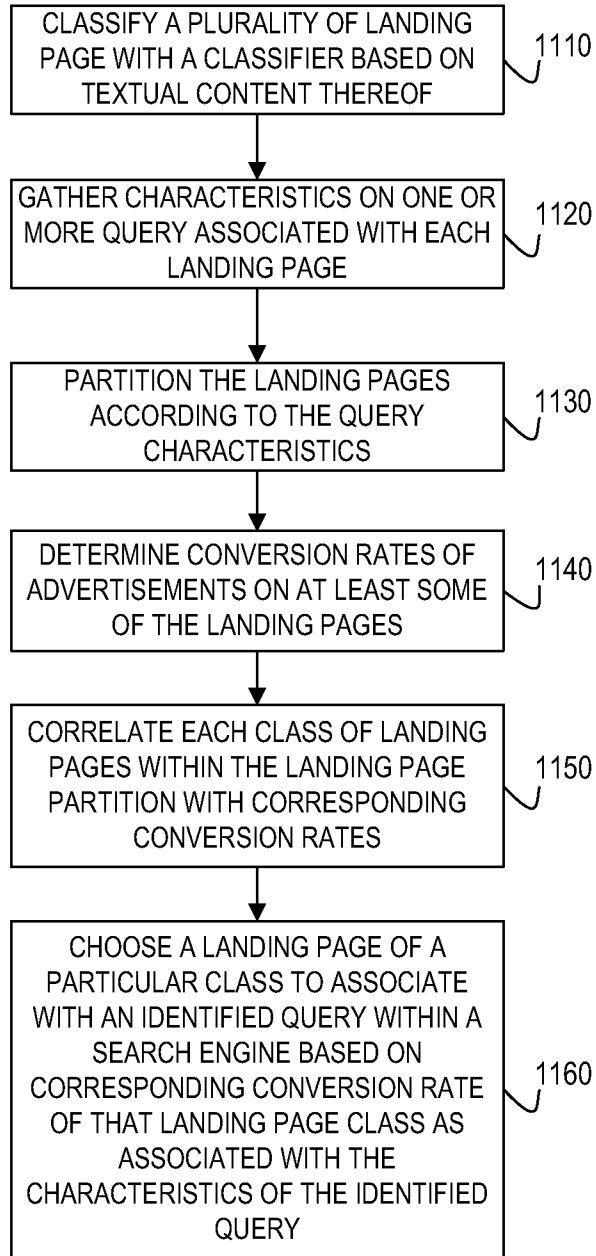 CLASSIFY A PLURALITY OF LANDING
PAGE WITH A CLASSIFIER BASED ON
TEXTUAL CONTENT THEREOF
1110
GATHER CHARACTERISTICS ON ONE OR
MORE QUERY ASSOCIATED WITH EACH
LANDING PAGE
1120
PARTITION THE LANDING PAGES
ACCORDING TO THE QUERY
CHARACTERISTICS
1130
DETERMINE CONVERSION RATES OF
ADVERTISEMENTS ON AT LEAST SOME
OF THE LANDING PAGES
1140
CORRELATE EACH CLASS OF LANDING
PAGES WITHIN THE LANDING PAGE
PARTITION WITH CORRESPONDING
CONVERSION RATES
1150
CHOOSE A LANDING PAGE OF A
PARTICULAR CLASS TO ASSOCIATE
WITH AN IDENTIFIED QUERY WITHIN A
SEARCH ENGINE BASED ON
CORRESPONDING CONVERSION RATE
OF THAT LANDING PAGE CLASS AS
ASSOCIATED WITH THE
CHARACTERISTICS OF THE IDENTIFIED
QUERY
1160